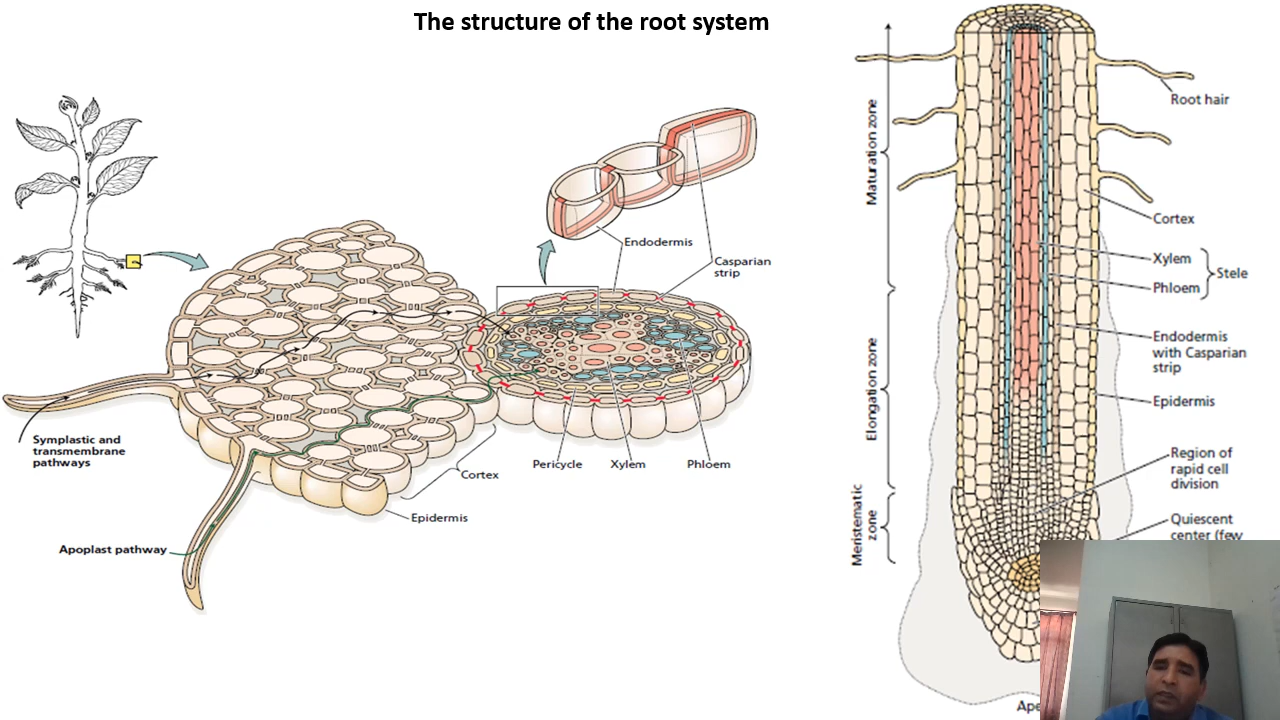 The structure of the root system
Root hair
Maturation zone
Cortex
Endodermis
Casparian
strip
Xylem
Phloem
Stele
Endodermis
with Casparian
strip
Elongation zone
Epidermis
Symplastic and
transmembrane
pathways
Pericycle
Xylem
Phloem
Cortex
Region of
rapid cell
division
Epidermis
Meristematic
zone
Quiescent
center (few
Apoplast pathway